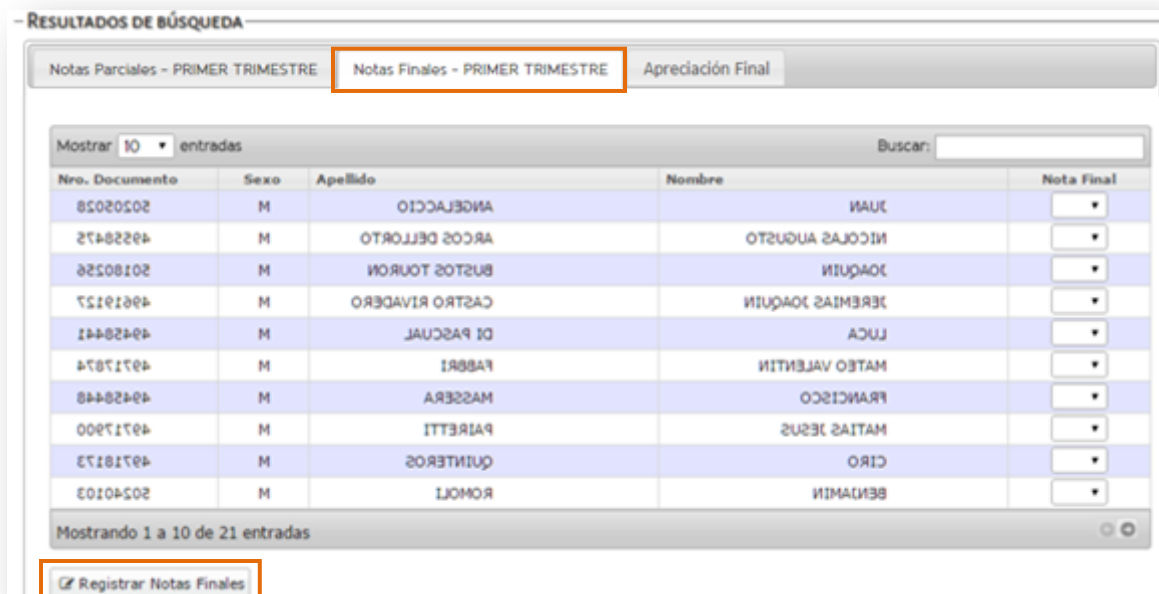 RESULTADOS DE BÚSQUEDA
Notas Parciales - PRIMER TRIMESTRE Notas Finales - PRIMER TRIMESTRE Apreciación Final
Mostrar 10 entradas Buscar:
Nro. Documento Sexo Apellido Nombre Nota Final
50205028 M ANGELACCIO JUAN
49558475 M ARCOS DELLORTO NICOLAS AUGUSTO
50180256 M BUSTOS TOURON JOAQUIN
49619127 M CASTRO RIVADERO JEREMIAS JOAQUIN
49458441 M DI PASCUAL LUCA
49717874 M FABBRI MATEO VALENTIN
49458448 M MASSERA FRANCISCO
49717900 M PAIRETTI MATIAS JESUS
49718173 M QUINTEROS CIRO
50240103 M ROMOLI BENJAMIN
Mostrando 1 a 10 de 21 entradas
Registrar Notas Finales